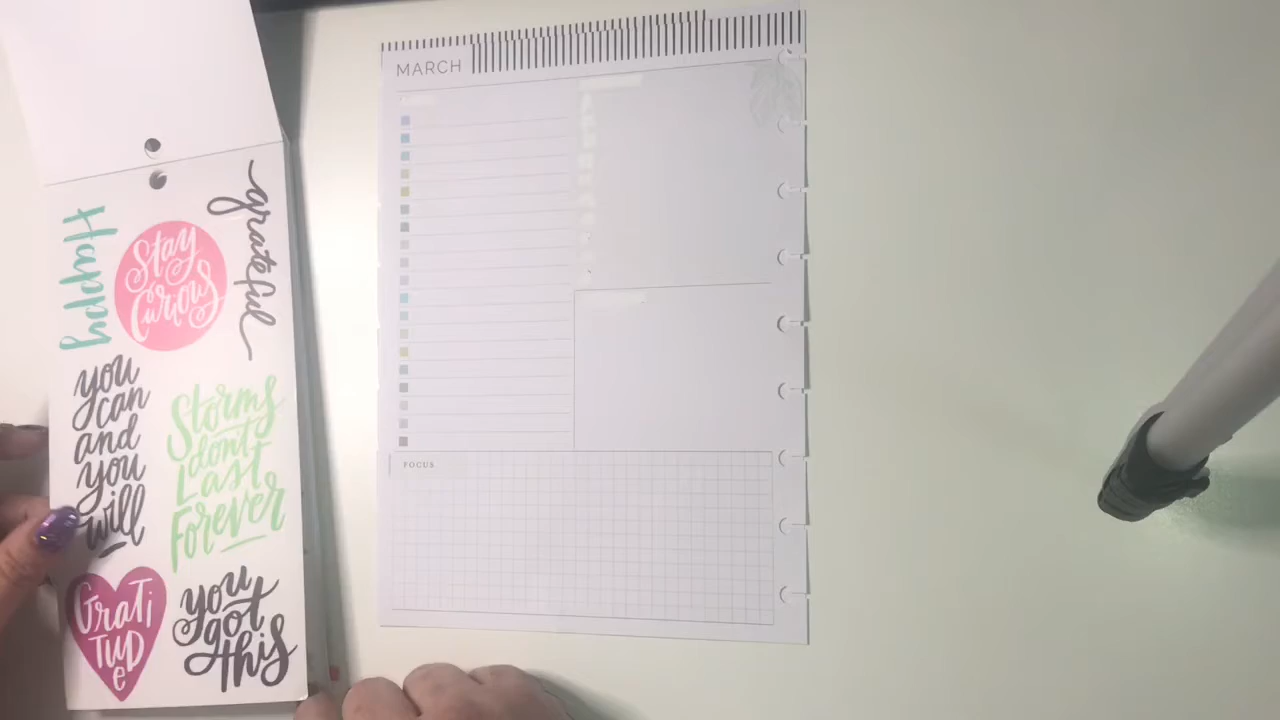 Happy
Stay
Curious
grateful
you
can
and
you
will
Storms
don't
Last
Forever
Grati
tud
e
you
got
this
MARCH
FOCUS